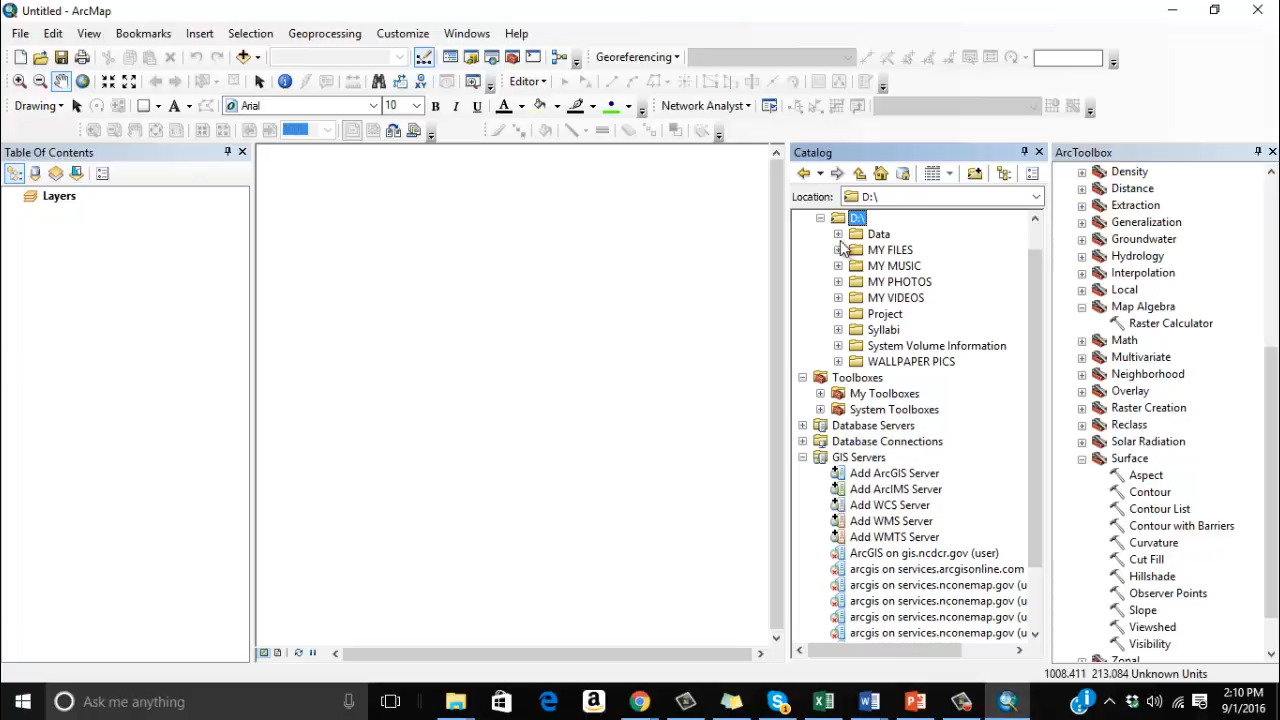 Untitled - ArcMap
File Edit View Bookmarks Insert Selection Geoprocessing Customize Windows Help
Georeferencing
Editor
Drawing Arial 10 B I U A Network Analyst
Table Of Contents
Layers
Catalog
Location: D:\
D:\
Data
MY FILES
MY MUSIC
MY PHOTOS
MY VIDEOS
Project
Syllabi
System Volume Information
WALLPAPER PICS
Toolboxes
My Toolboxes
System Toolboxes
Database Servers
Database Connections
GIS Servers
Add ArcGIS Server
Add ArcIMS Server
Add WCS Server
Add WMS Server
Add WMTS Server
ArcGIS on gis.ncdcr.gov (user)
arcgis on services.arcgisonline.com
arcgis on services.nconemap.gov (u
arcgis on services.nconemap.gov (u
arcgis on services.nconemap.gov (u
arcgis on services.nconemap.gov (u
ArcToolbox
Density
Distance
Extraction
Generalization
Groundwater
Hydrology
Interpolation
Local
Map Algebra
Raster Calculator
Math
Multivariate
Neighborhood
Overlay
Raster Creation
Reclass
Solar Radiation
Surface
Aspect
Contour
Contour List
Contour with Barriers
Curvature
Cut Fill
Hillshade
Observer Points
Slope
Viewshed
Visibility
Zonal
1008.411 213.084 Unknown Units
Ask me anything
2:10 PM
9/1/2016